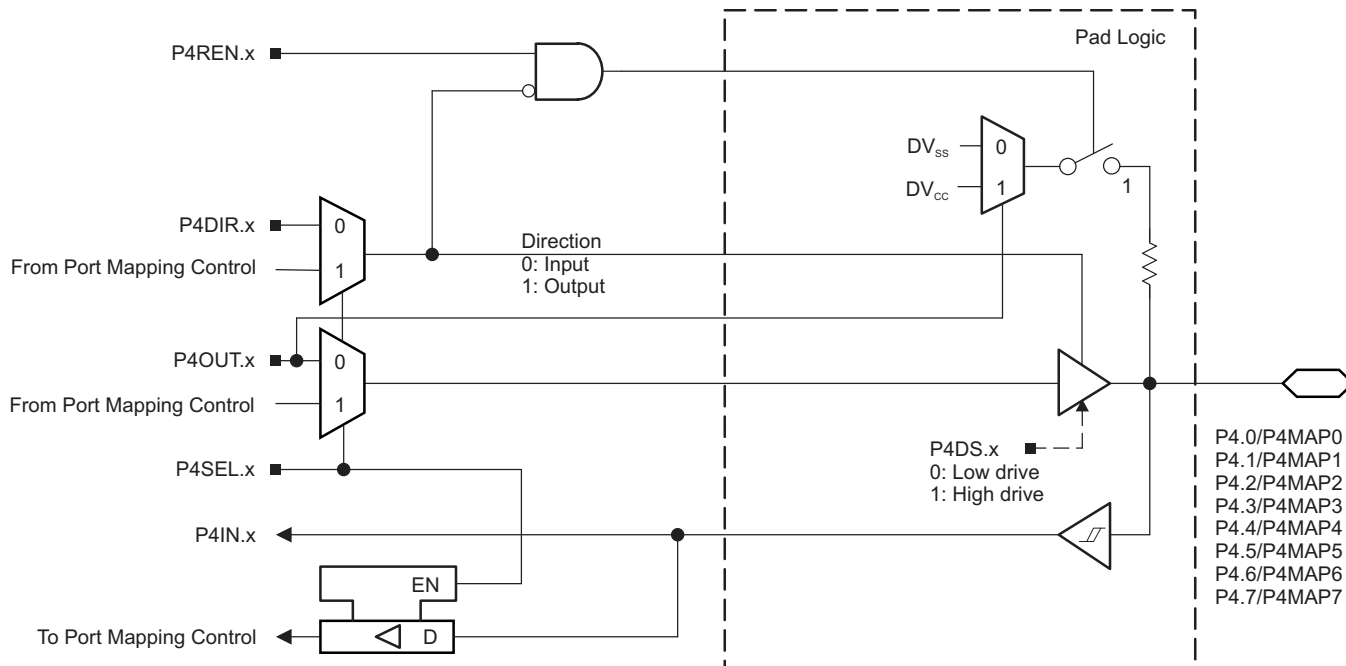 Pad Logic
P4REN.x
DVSS
0
DVCC
1
1
P4DIR.x
0
From Port Mapping Control
1
Direction
0: Input
1: Output
P4OUT.x
0
From Port Mapping Control
1
P4SEL.x
P4DS.x
0: Low drive
1: High drive
P4.0/P4MAP0
P4.1/P4MAP1
P4.2/P4MAP2
P4.3/P4MAP3
P4.4/P4MAP4
P4.5/P4MAP5
P4.6/P4MAP6
P4.7/P4MAP7
P4IN.x
EN
To Port Mapping Control
D